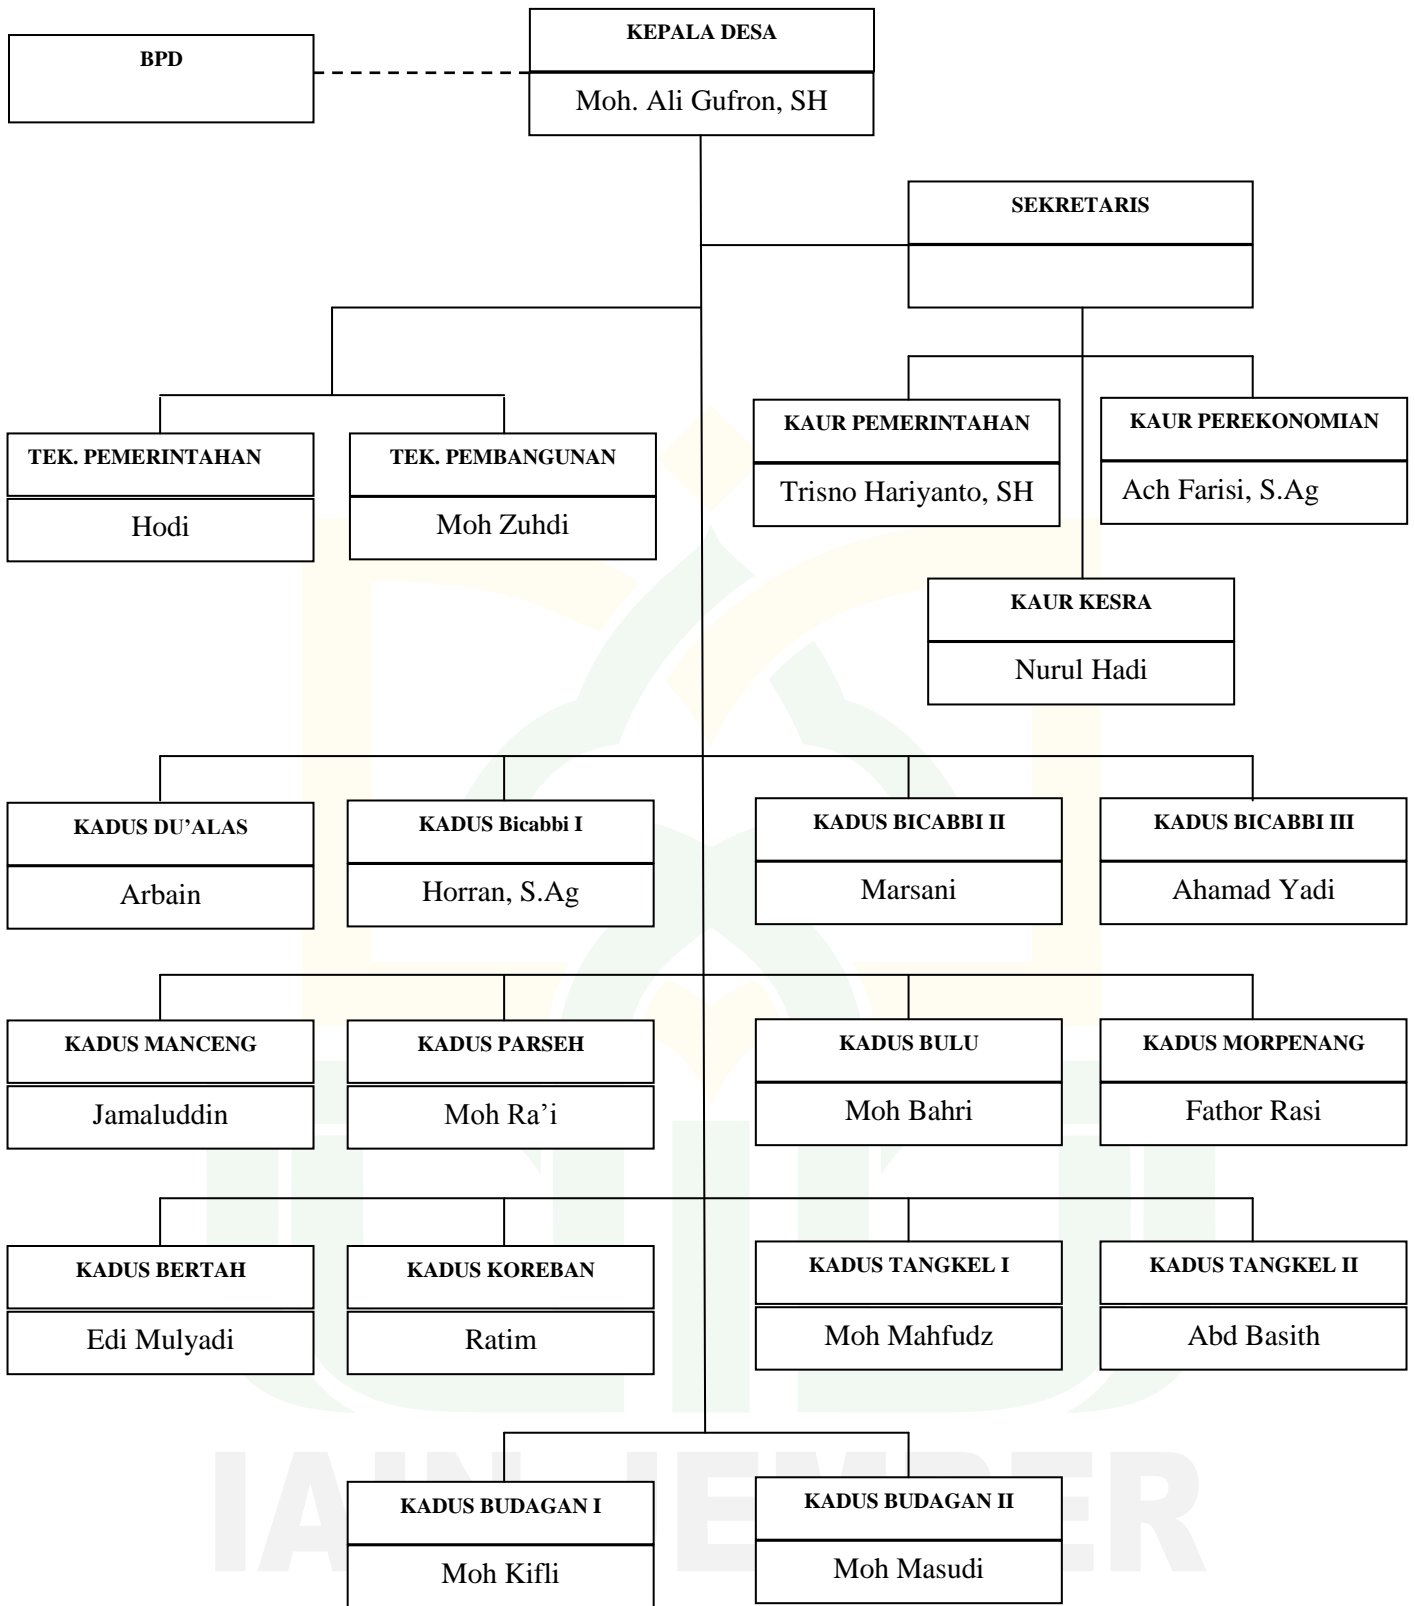 KEPALA DESA
BPD
Moh. Ali Gufron, SH
SEKRETARIS
KAUR PEMERINTAHAN
KAUR PEREKONOMIAN
TEK. PEMERINTAHAN
TEK. PEMBANGUNAN
Trisno Hariyanto, SH
Ach Farisi, S.Ag
Hodi
Moh Zuhdi
KAUR KESRA
Nurul Hadi
KADUS DU’ALAS
KADUS Bicabbi I
KADUS BICABBI II
KADUS BICABBI III
Arbain
Horran, S.Ag
Marsani
Ahamad Yadi
KADUS MANCENG
KADUS PARSEH
KADUS BULU
KADUS MORPENANG
Jamaluddin
Moh Ra’i
Moh Bahri
Fathor Rasi
KADUS BERTAH
KADUS KOREBAN
KADUS TANGKEL I
KADUS TANGKEL II
Edi Mulyadi
Ratim
Moh Mahfudz
Abd Basith
KADUS BUDAGAN I
KADUS BUDAGAN II
Moh Kifli
Moh Masudi
IAIN JEMBER